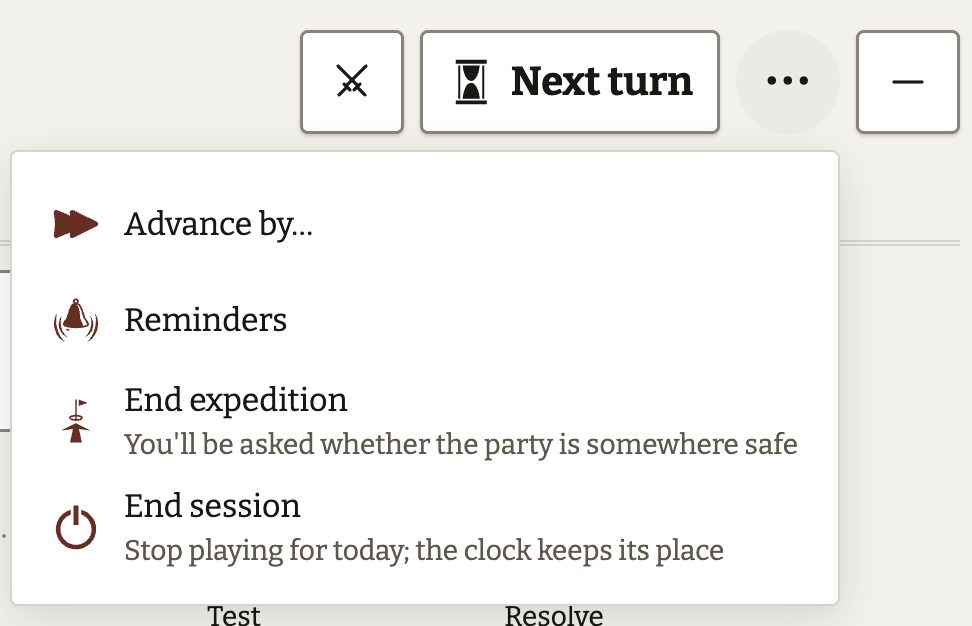 Next turn
Advance by...
Reminders
End expedition
You'll be asked whether the party is somewhere safe
End session
Stop playing for today; the clock keeps its place
Test
Resolve